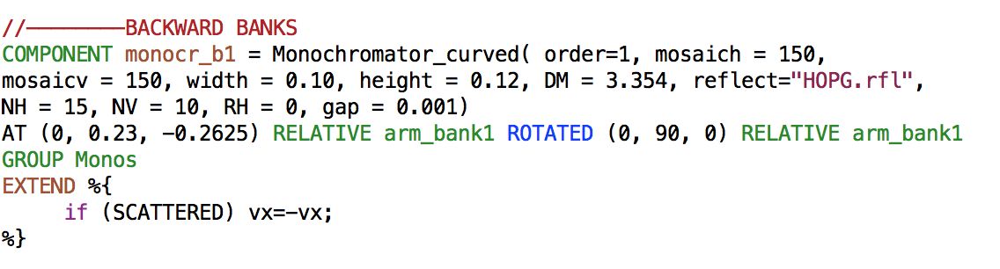 //————————BACKWARD BANKS
COMPONENT monocr_b1 = Monochromator_curved( order=1, mosaich = 150,
mosaicv = 150, width = 0.10, height = 0.12, DM = 3.354, reflect="HOPG.rfl",
NH = 15, NV = 10, RH = 0, gap = 0.001)
AT (0, 0.23, -0.2625) RELATIVE arm_bank1 ROTATED (0, 90, 0) RELATIVE arm_bank1
GROUP Monos
EXTEND %{
     if (SCATTERED) vx=-vx;
%}